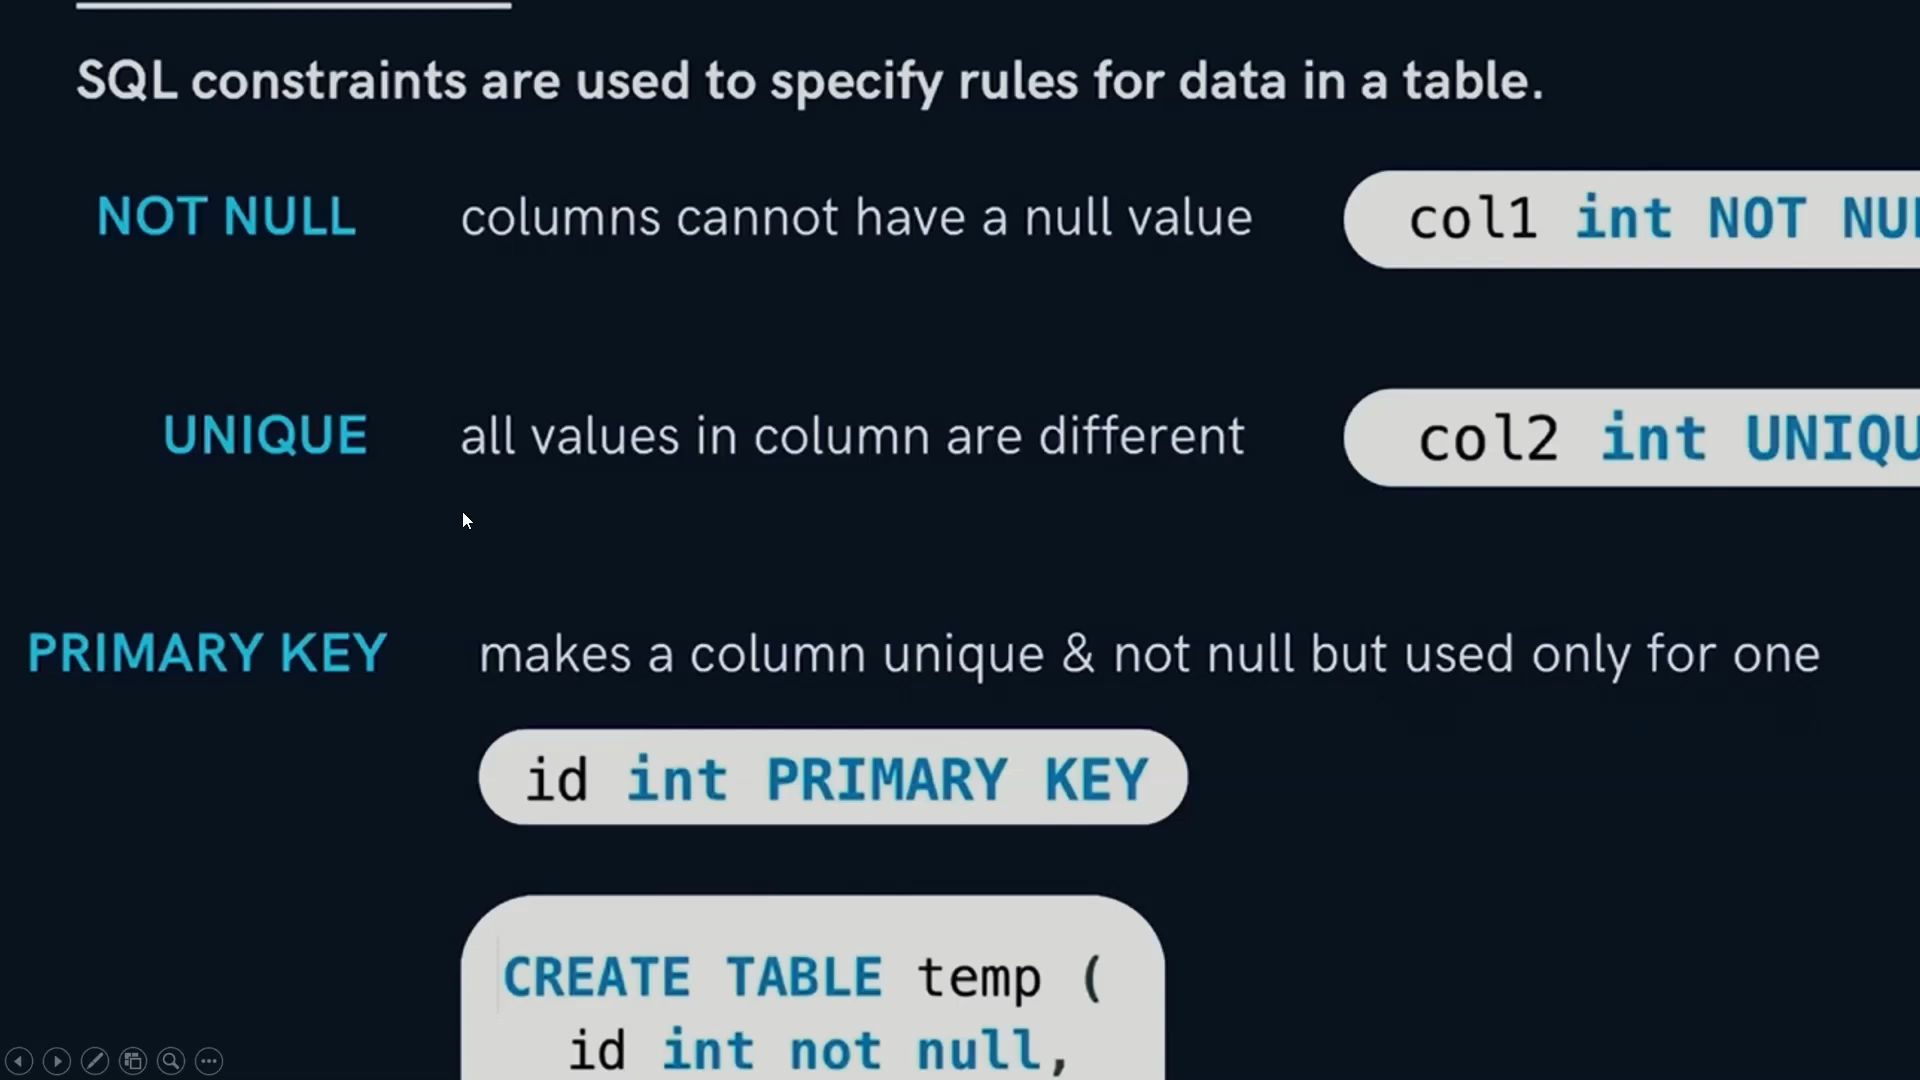 SQL constraints are used to specify rules for data in a table.
NOT NULL columns cannot have a null value col1 int NOT
UNIQUE all values in column are different col2 int
PRIMARY KEY makes a column unique & not null but used only for one
id int PRIMARY KEY
CREATE TABLE temp (
id int not null,